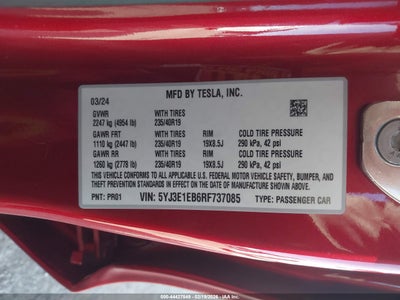 MFD BY TESLA, INC.
03/24
GVWR WITH TIRES
2247 kg (4954 lb) 235/40R19
GAWR FRT WITH TIRES RIM COLD TIRE PRESSURE
1110 kg (2447 lb) 235/40R19 19X8.5J 290 kPa, 42 psi
GAWR RR WITH TIRES RIM COLD TIRE PRESSURE
1260 kg (2778 lb) 235/40R19 19X8.5J 290 kPa, 42 psi
THIS VEHICLE CONFORMS TO ALL APPLICABLE U.S. FEDERAL MOTOR VEHICLE SAFETY, BUMPER, AND
THEFT PREVENTION STANDARDS IN EFFECT ON THE DATE OF MANUFACTURE SHOWN ABOVE.
PNT: PR01 VIN: 5YJ3E1EB6RF737085 TYPE: PASSENGER CAR